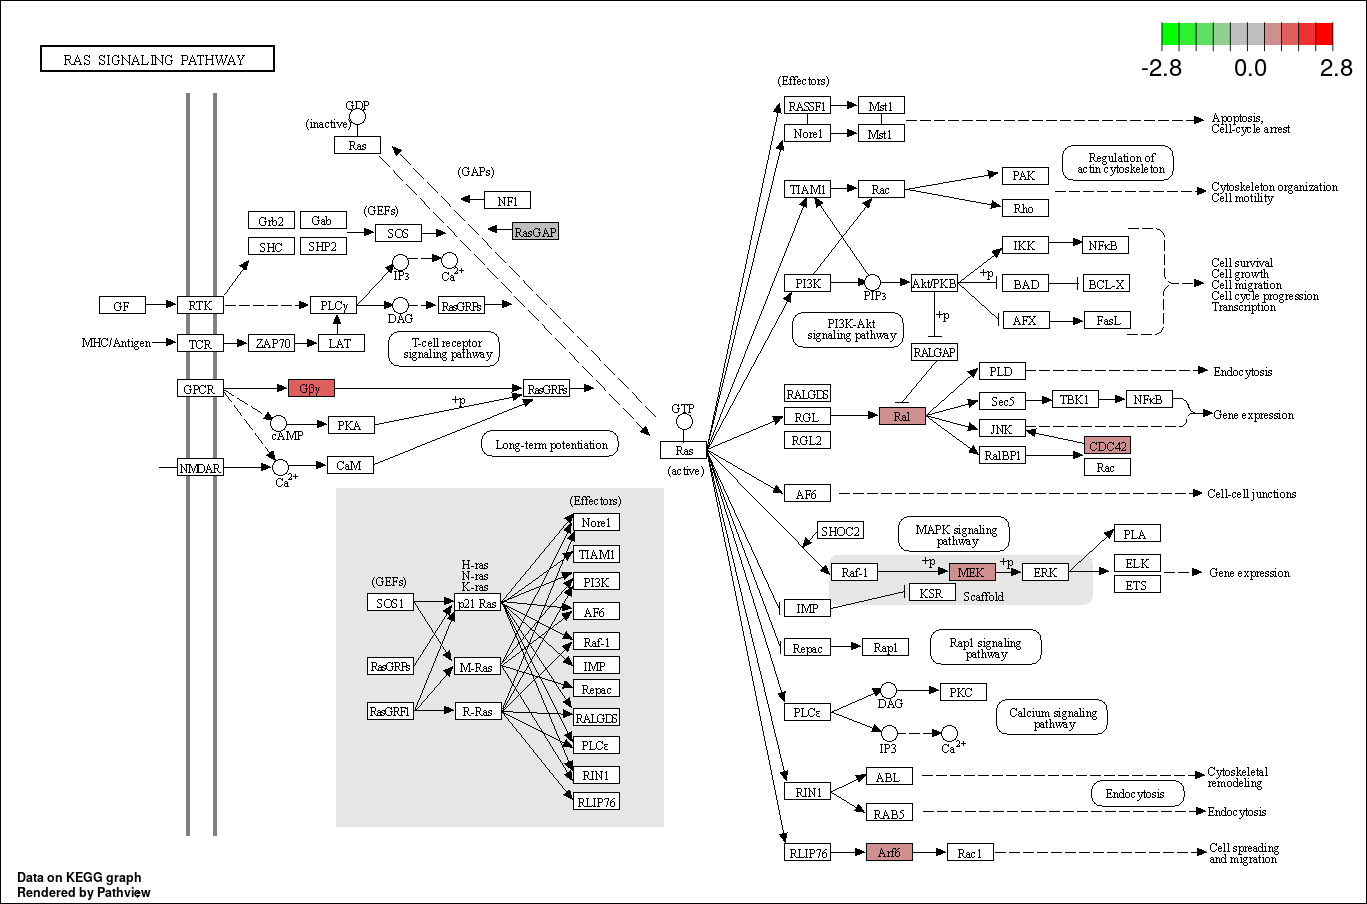 RAS SIGNALING PATHWAY
-2.8 0.0 2.8
GDP
(inactive)
Ras
(GAPs)
NF1
RasGAP
Grb2 Gab (GEFs)
SOS
SHC SHP2
IP3 Ca2+
GF RTK PLCγ DAG RasGRPs
MHC/Antigen TCR ZAP70 LAT
T-cell receptor
signaling pathway
GPCR Gβγ RasGRFs
+p
cAMP PKA
Long-term potentiation
NMDAR Ca2+ CaM
GTP
Ras
(active)
(Effectors)
RASSF1 Mst1
Nore1 Mst1
Apoptosis,
Cell-cycle arrest
Regulation of
actin cytoskeleton
TIAM1 Rac PAK
Rho
Cytoskeleton organization
Cell motility
IKK NFκB
PI3K PIP3 Akt/PKB +p BAD BCL-X
AFX FasL
Cell survival
Cell growth
Cell migration
Cell cycle progression
Transcription
PI3K-Akt
signaling pathway
+p
RALGAP
PLD Endocytosis
RALGDS
RGL Ral Sec5 TBK1 NFκB
RGL2 JNK
Gene expression
RalBP1 CDC42
Rac
AF6 Cell-cell junctions
SHOC2
MAPK signaling
pathway
Raf-1 +p MEK +p ERK
PLA
ELK
ETS
Gene expression
KSR Scaffold
IMP
Repac Rap1
Rap1 signaling
pathway
PLCε DAG PKC
IP3 Ca2+
Calcium signaling
pathway
RIN1 ABL
Cytoskeletal
remodeling
RAB5 Endocytosis Endocytosis
RLIP76 Arf6 Rac1
Cell spreading
and migration
(Effectors)
Nore1
TIAM1
PI3K
AF6
Raf-1
IMP
Repac
RALGDS
PLCε
RIN1
RLIP76
H-ras
N-ras
K-ras
(GEFs)
SOS1 p21 Ras
RasGRPs M-Ras
RasGRF1 R-Ras
Data on KEGG graph
Rendered by Pathview